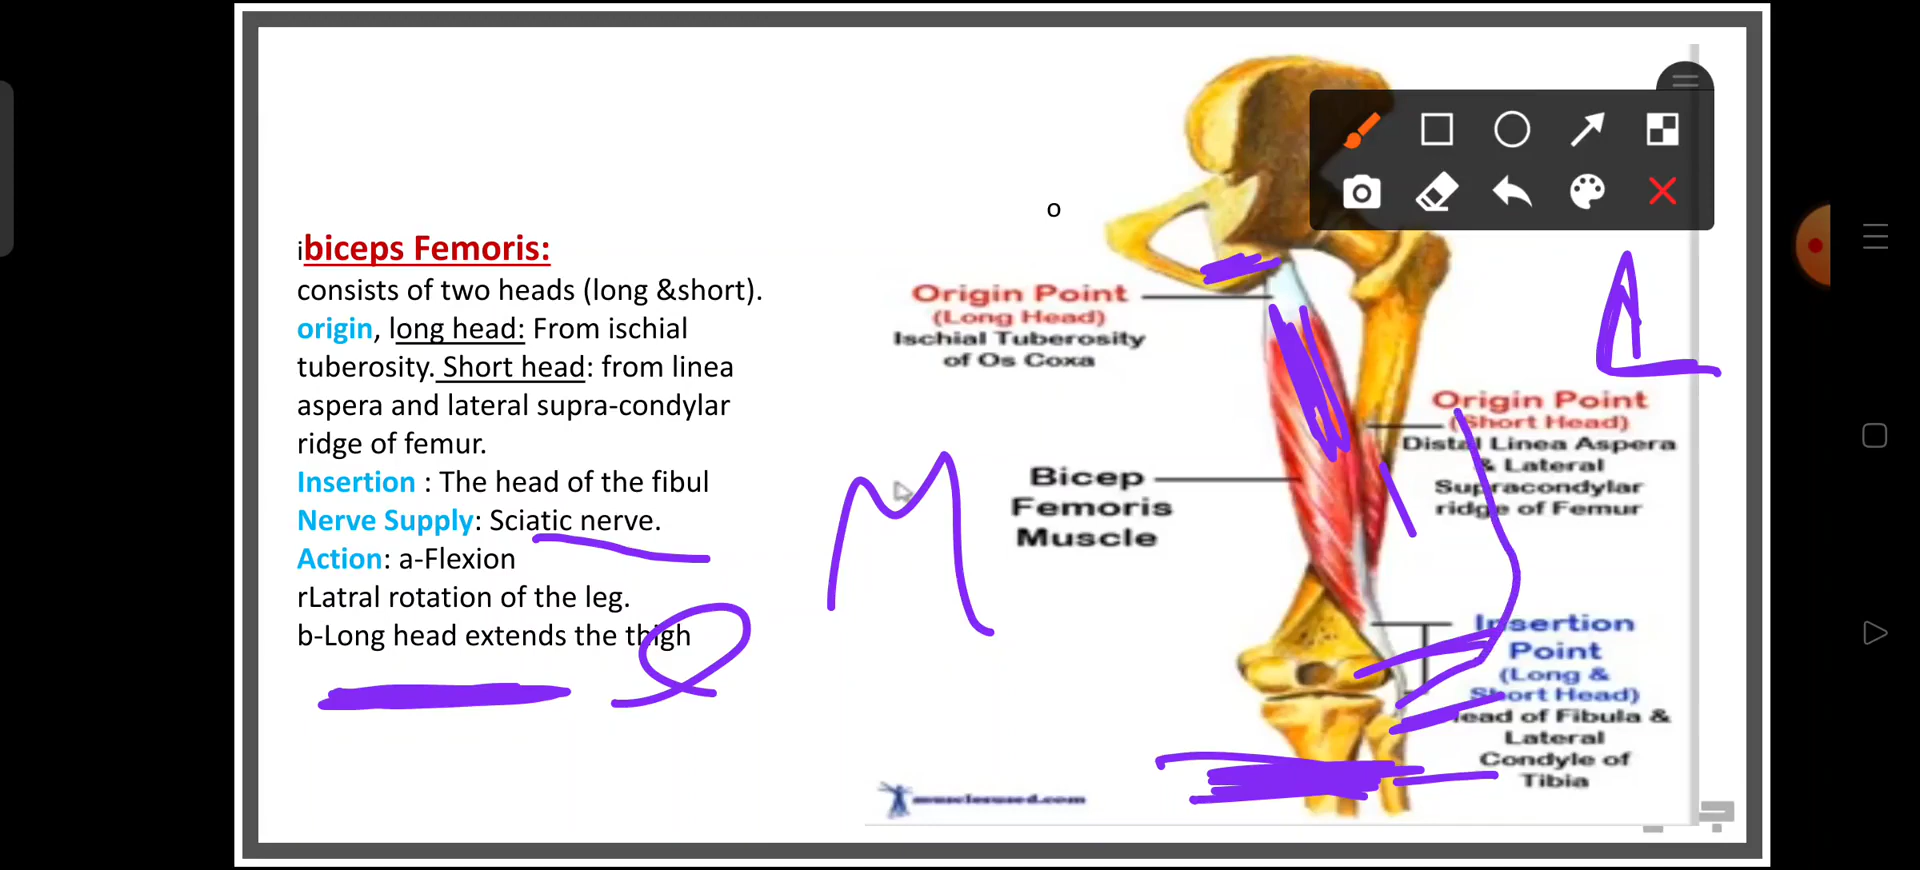 o
ibiceps Femoris:
consists of two heads (long &short).
origin, long head: From ischial
tuberosity. Short head: from linea
aspera and lateral supra-condylar
ridge of femur.
Insertion : The head of the fibul
Nerve Supply: Sciatic nerve.
Action: a-Flexion
rLatral rotation of the leg.
b-Long head extends the thigh
Origin Point
(Long Head)
Ischial Tuberosity
of Os Coxa
Origin Point
(Short Head)
Distal Linea Aspera
& Lateral
Supracondylar
ridge of Femur
Bicep
Femoris
Muscle
Insertion
Point
(Long &
Short Head)
Head of Fibula &
Lateral
Condyle of
Tibia
M